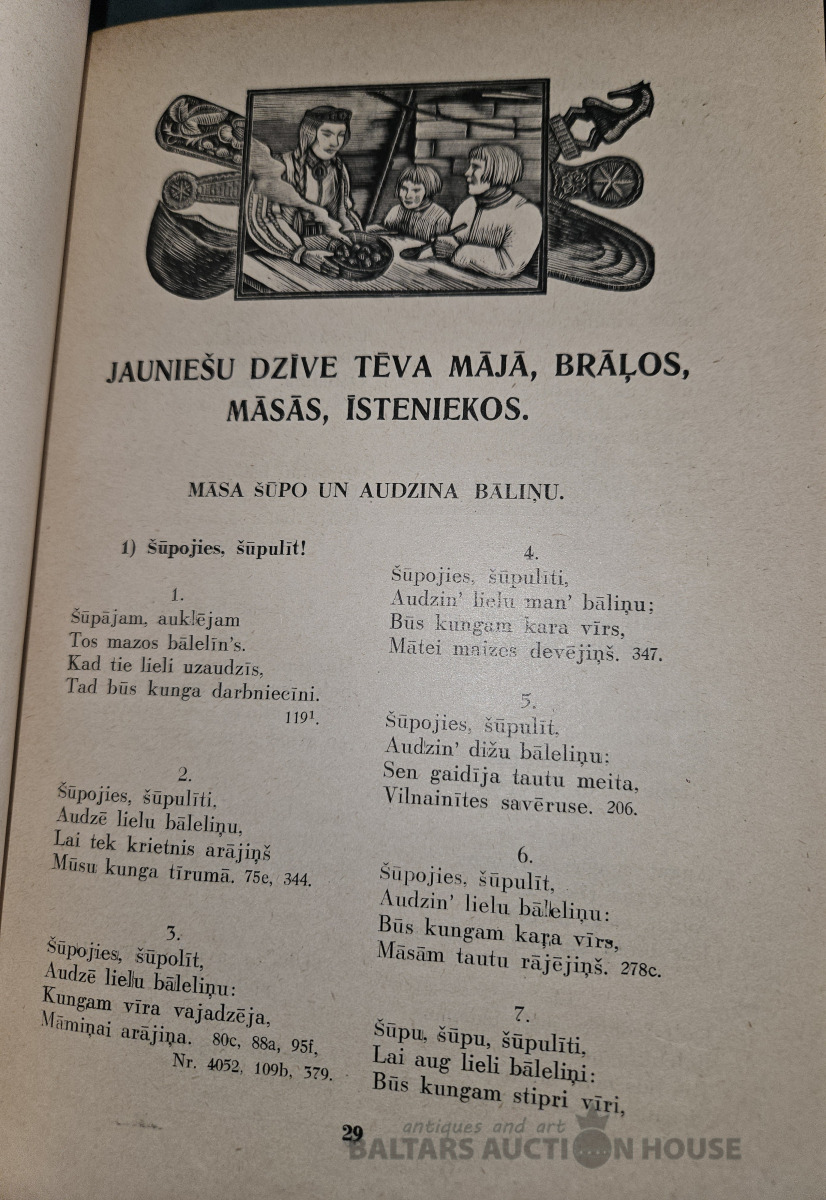 JAUNIEŠU DZĪVE TĒVA MĀJĀ, BRĀĻOS,
MĀSĀS, ĪSTENIEKOS.
MĀSA ŠŪPO UN AUDZINA BĀLIŅU.
1) Šūpojies, šūpulīt!
1.
Šūpājam, auklējam
Tos mazos bālelīn's.
Kad tie lieli uzaudzīs,
Tad būs kunga darbniecīni.
119¹.
2.
Šūpojies, šūpulīti,
Audzē lielu bāleliņu,
Lai tek krietnis arājiņš
Mūsu kunga tīrumā. 75e, 344.
3.
Šūpojies, šūpolīt,
Audzē lielu bāleliņu:
Kungam vīra vajadzēja,
Māmiņai arājiņa. 80c, 88a, 95f,
Nr. 4052, 109b, 379.
4.
Šūpojies, šūpulīti,
Audzin' lielu man' bāliņu;
Būs kungam kara vīrs,
Mātei maizes devējiņš. 347.
5.
Šūpojies, šūpulīt,
Audzin' dižu bāleliņu:
Sen gaidīja tautu meita,
Vilnainītes savēruse. 206.
6.
Šūpojies, šūpulīt,
Audzin' lielu bāleliņu:
Būs kungam kaŗa vīrs,
Māsām tautu rājējiņš. 278c.
7.
Šūpu, šūpu, šūpulīti,
Lai aug lieli bāleliņi:
Būs kungam stipri vīri,
29
antiques and art
BALTARS AUCTION HOUSE